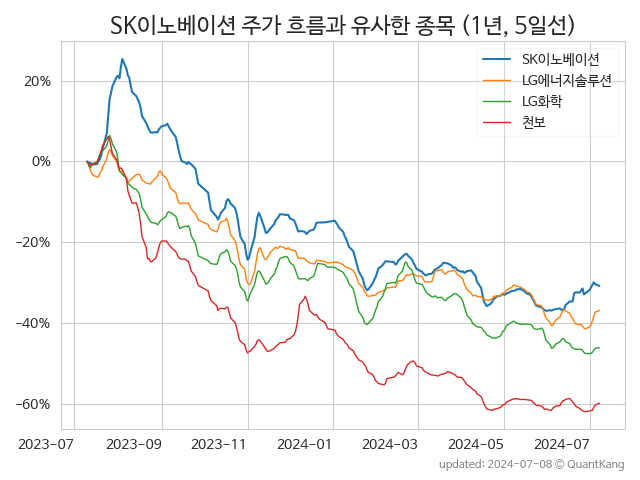 SK이노베이션 주가 흐름과 유사한 종목 (1년, 5일선)
SK이노베이션
LG에너지솔루션
LG화학
천보
20%
0%
−20%
−40%
−60%
2023-07 2023-09 2023-11 2024-01 2024-03 2024-05 2024-07
updated: 2024-07-08 © QuantKang